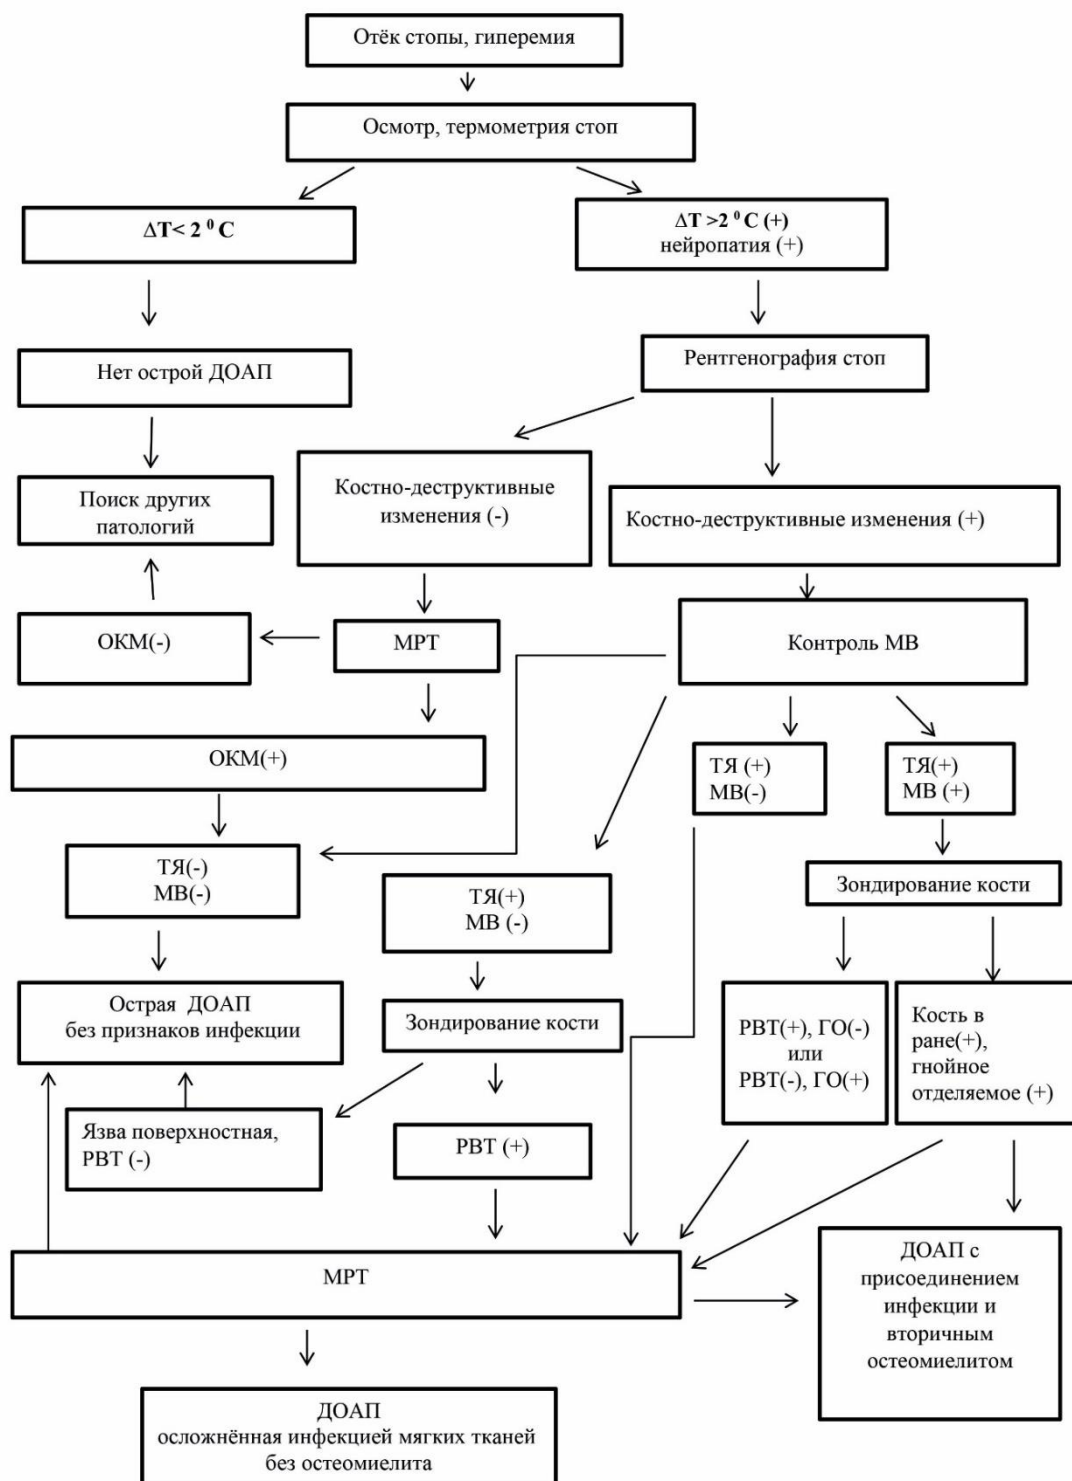 Отёк стопы, гиперемия
Осмотр, термометрия стоп
ΔT< 2 ⁰ C
ΔT >2 ⁰ C (+)
нейропатия (+)
Нет острой ДОАП
Рентгенография стоп
Поиск других
патологий
Костно-деструктивные
изменения (-)
Костно-деструктивные изменения (+)
ОКМ(-)
МРТ
Контроль МВ
ОКМ(+)
ТЯ (+)
МВ(-)
ТЯ(+)
МВ (+)
ТЯ(-)
МВ(-)
ТЯ(+)
МВ (-)
Зондирование кости
Острая ДОАП
без признаков инфекции
Зондирование кости
РВТ(+), ГО(-)
или
РВТ(-), ГО(+)
Кость в
ране(+),
гнойное
отделяемое (+)
Язва поверхностная,
РВТ (-)
РВТ (+)
МРТ
ДОАП с
присоединением
инфекции и
вторичным
остеомиелитом
ДОАП
осложнённая инфекцией мягких тканей
без остеомиелита